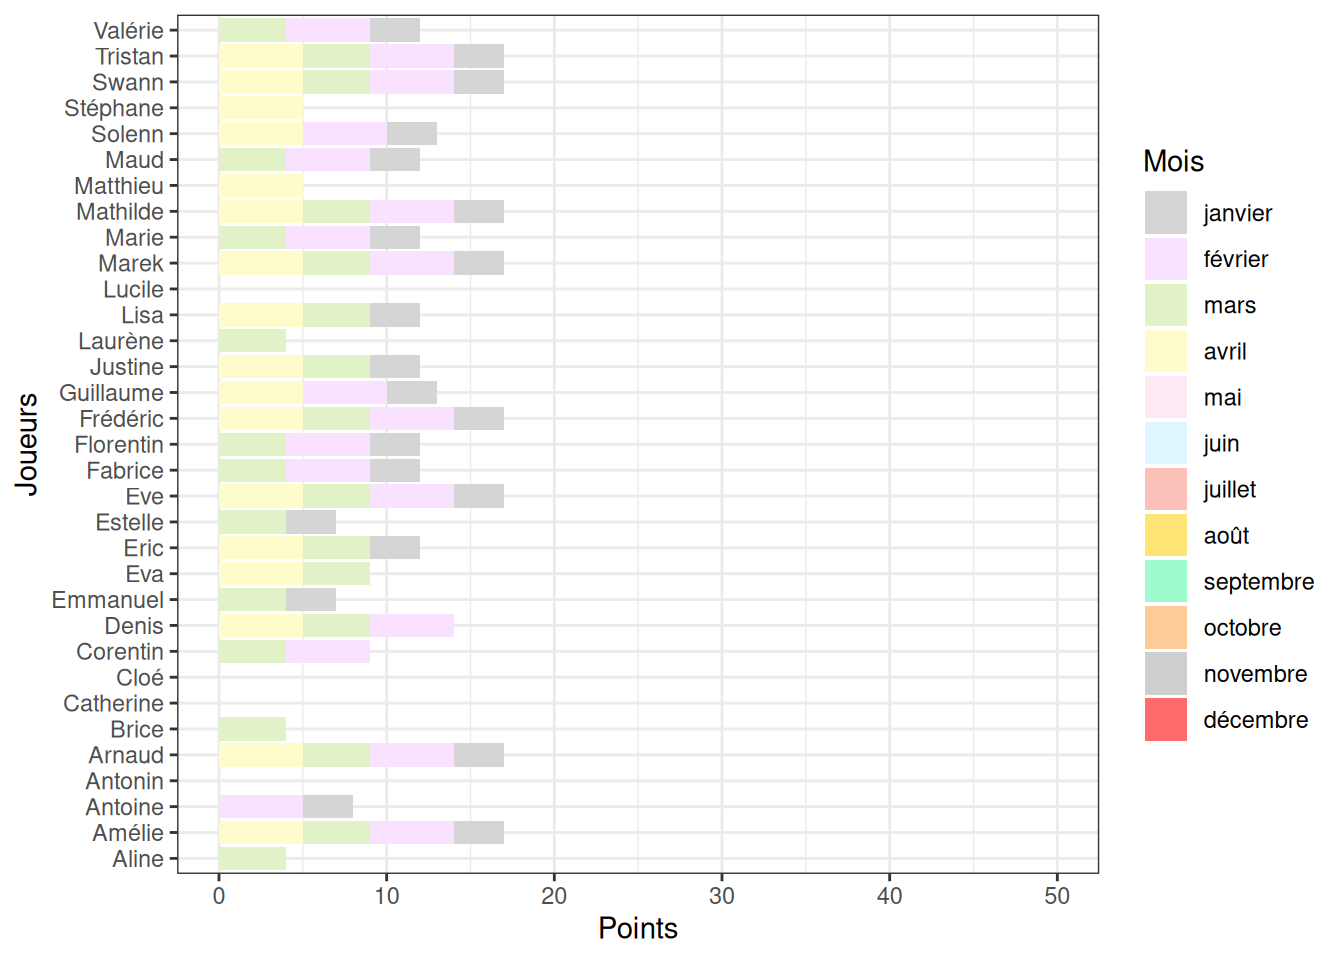 Valérie
Tristan
Swann
Stéphane
Solenn
Maud
Matthieu
Mathilde
Marie
Marek
Lucile
Lisa
Laurène
Justine
Guillaume
Frédéric
Florentin
Fabrice
Eve
Estelle
Eric
Eva
Emmanuel
Denis
Corentin
Cloé
Catherine
Brice
Arnaud
Antonin
Antoine
Amélie
Aline
Joueurs
0 10 20 30 40 50
Points
Mois
janvier
février
mars
avril
mai
juin
juillet
août
septembre
octobre
novembre
décembre